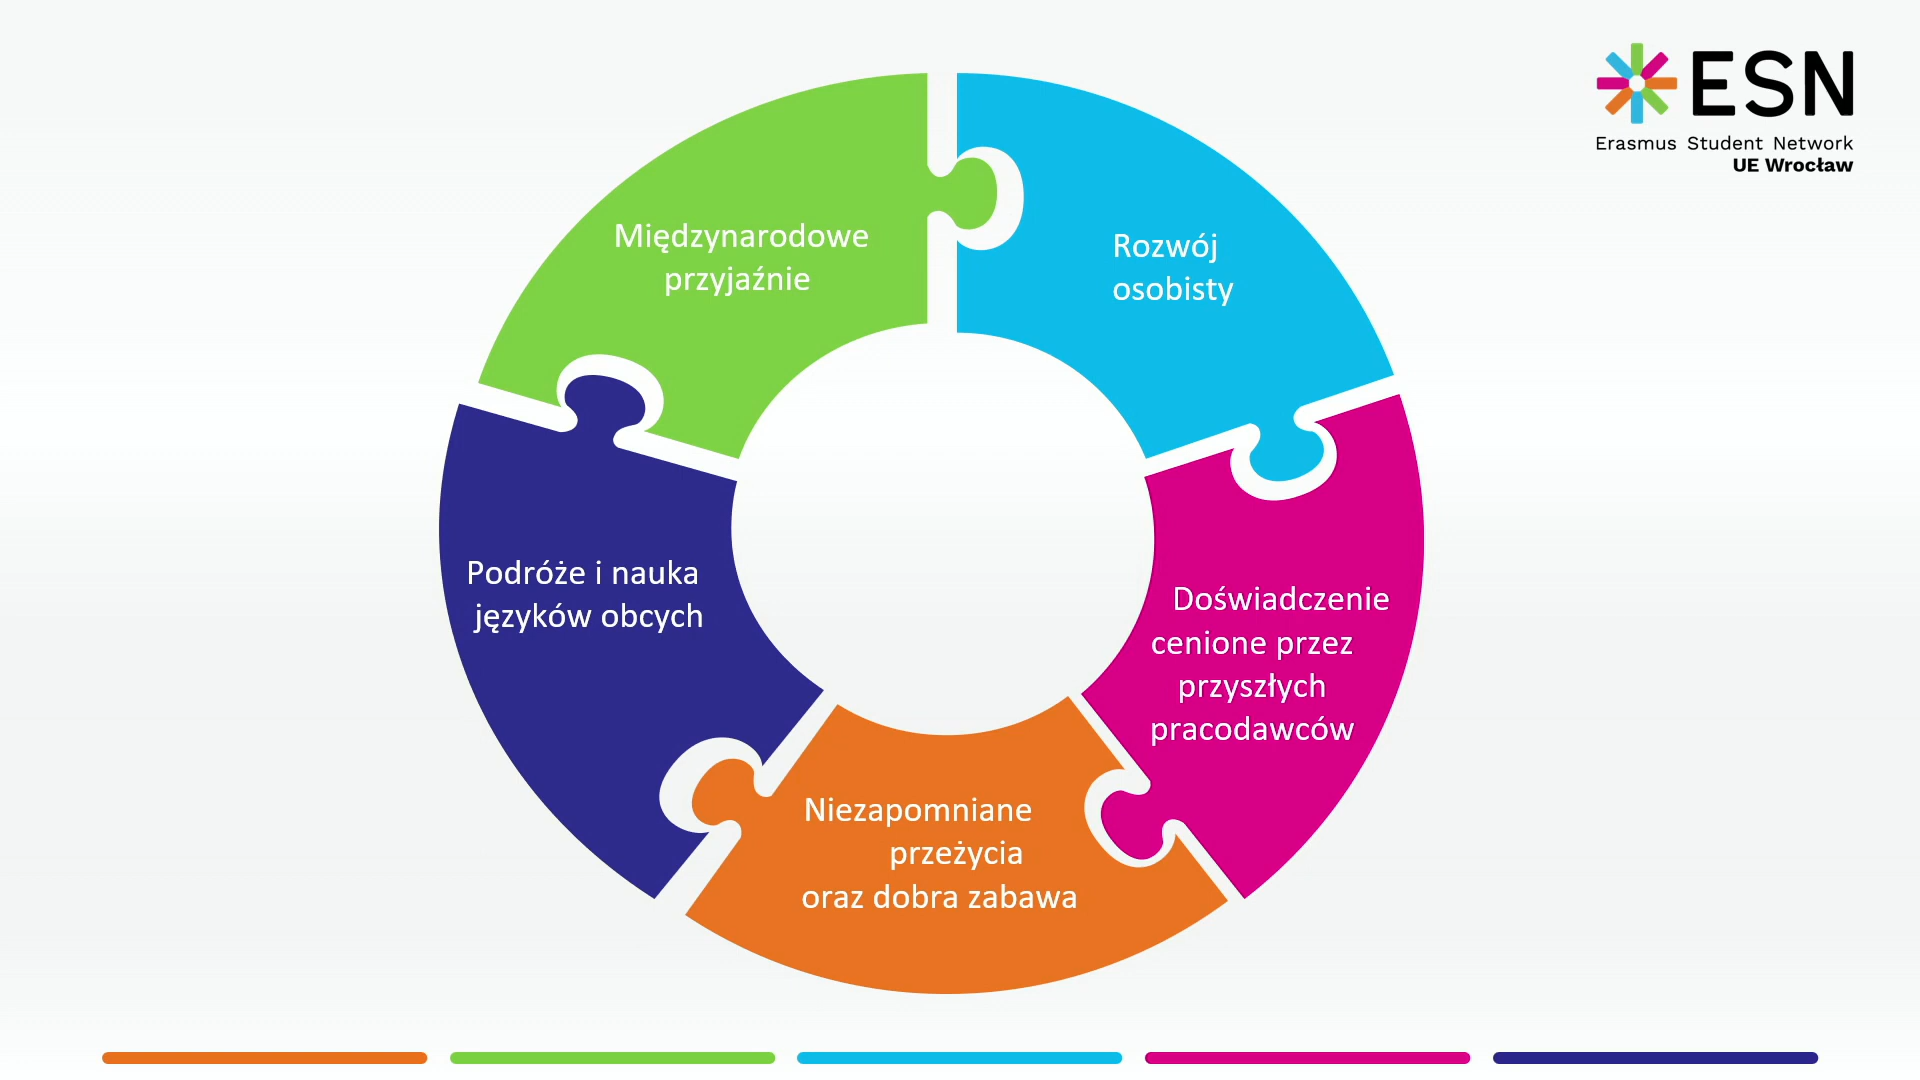 ESN
Erasmus Student Network
UE Wrocław
Międzynarodowe
przyjaźnie
Rozwój
osobisty
Podróże i nauka
języków obcych
Doświadczenie
cenione przez
przyszłych
pracodawców
Niezapomniane
przeżycia
oraz dobra zabawa